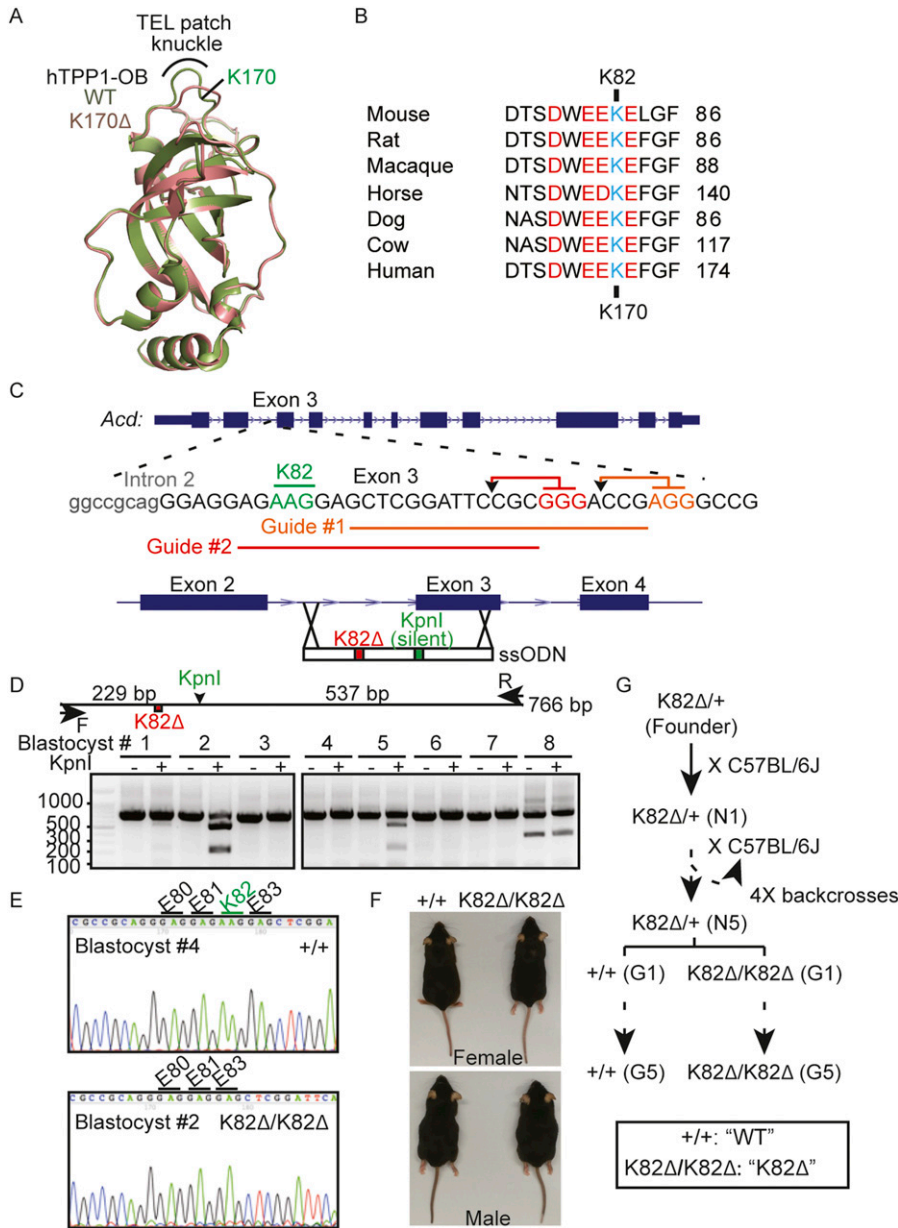 A
TEL patch
knuckle
hTPP1-OB
K170
WT
K170Δ
B
K82
Mouse DTSDWEEKELGF 86
Rat DTSDWEEKEFGF 86
Macaque DTSDWEEKEFGF 88
Horse NTSDWEDKEFGF 140
Dog NASDWEEKEFGF 86
Cow NASDWEEKEFGF 117
Human DTSDWEEKEFGF 174
K170
C
Exon 3
Acd:
Intron 2
K82
Exon 3
ggccgcagGGAGGAGAAGGAGCTCGGATTCCGCGGGACCGAGGGCCG
Guide #1
Guide #2
Exon 2
Exon 3
Exon 4
KpnI
(silent)
K82Δ
ssODN
D
KpnI
229 bp
537 bp
R
766 bp
F
K82Δ
Blastocyst # 1 2 3 4 5 6 7 8
KpnI - + - + - + - + - + - + - + - +
1000
500
300
200
100
E
E80 E81 K82 E83
CGCCGCAGGGAGGAGAAGGAGCTCGGA
170 180
Blastocyst #4 +/+
E80 E81 E83
CGCCGCAGGGAGGAGGAGCTCGGATTCA
170 180
Blastocyst #2 K82Δ/K82Δ
F
+/+ K82Δ/K82Δ
Female
Male
G
K82Δ/+
(Founder)
X C57BL/6J
K82Δ/+ (N1)
X C57BL/6J
4X backcrosses
K82Δ/+ (N5)
+/+ (G1) K82Δ/K82Δ (G1)
+/+ (G5) K82Δ/K82Δ (G5)
+/+: “WT”
K82Δ/K82Δ: “K82Δ”